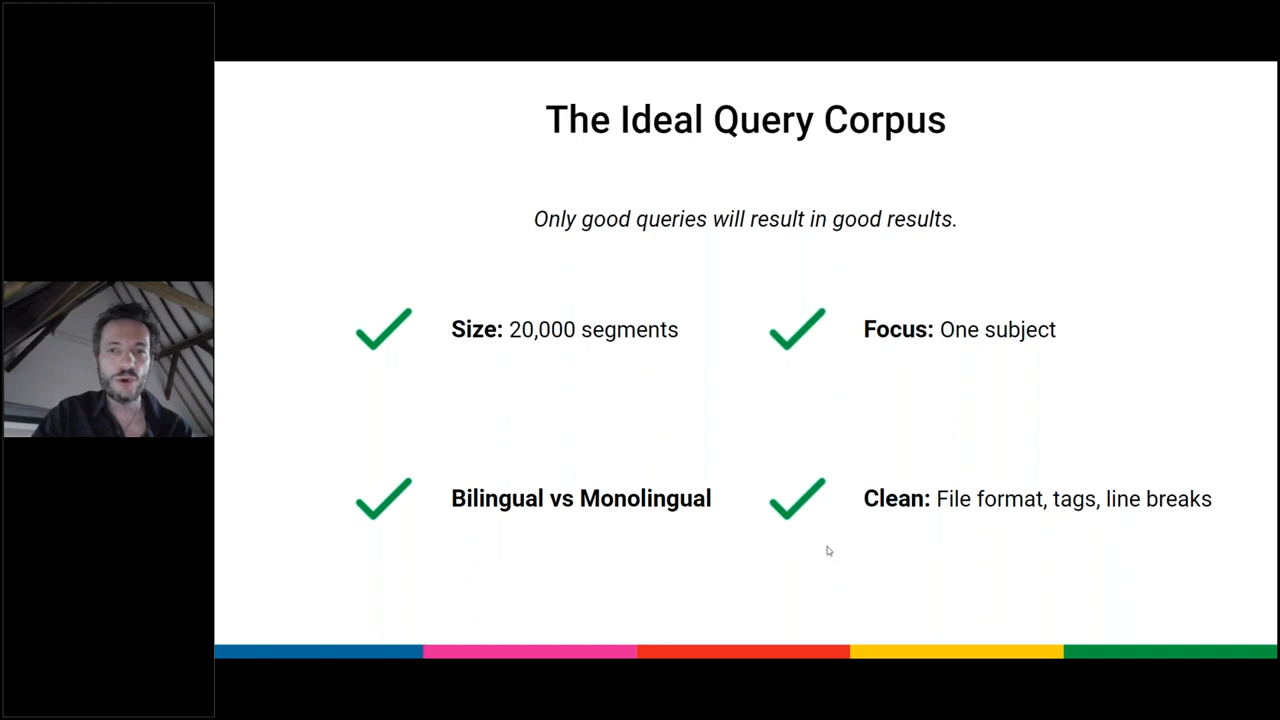 The Ideal Query Corpus
Only good queries will result in good results.
Size: 20,000 segments
Focus: One subject
Bilingual vs Monolingual
Clean: File format, tags, line breaks